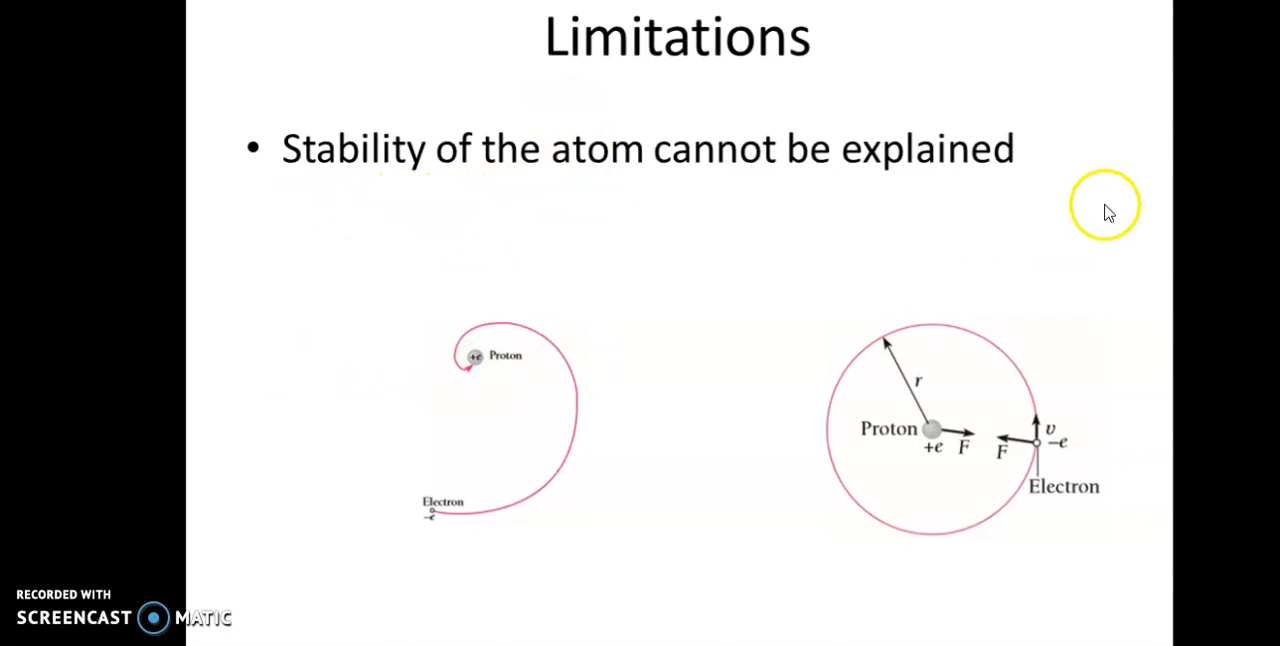 Limitations
• Stability of the atom cannot be explained
+e Proton
Electron
-e
r
Proton
+e F
F
υ
-e
Electron
RECORDED WITH
SCREENCAST MATIC